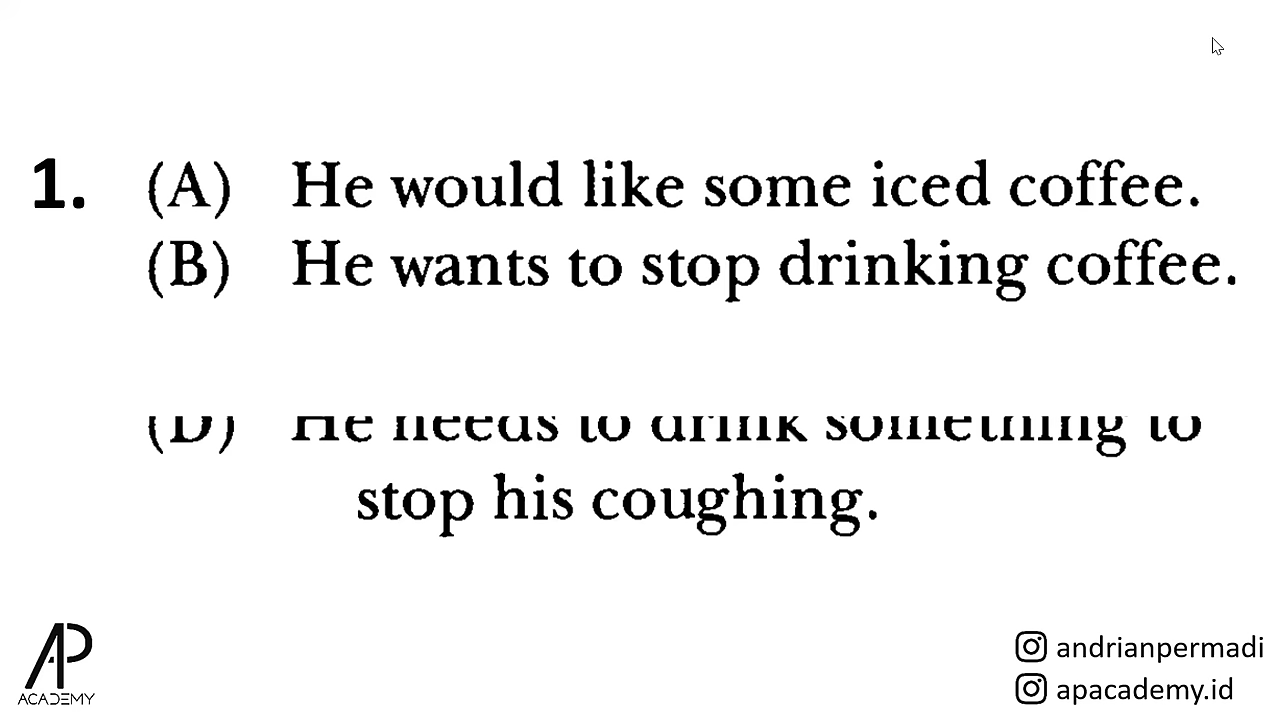 1. (A) He would like some iced coffee.
(B) He wants to stop drinking coffee.
(D) He needs to drink something to
stop his coughing.
AP
ACADEMY
andrianpermadi
apacademy.id